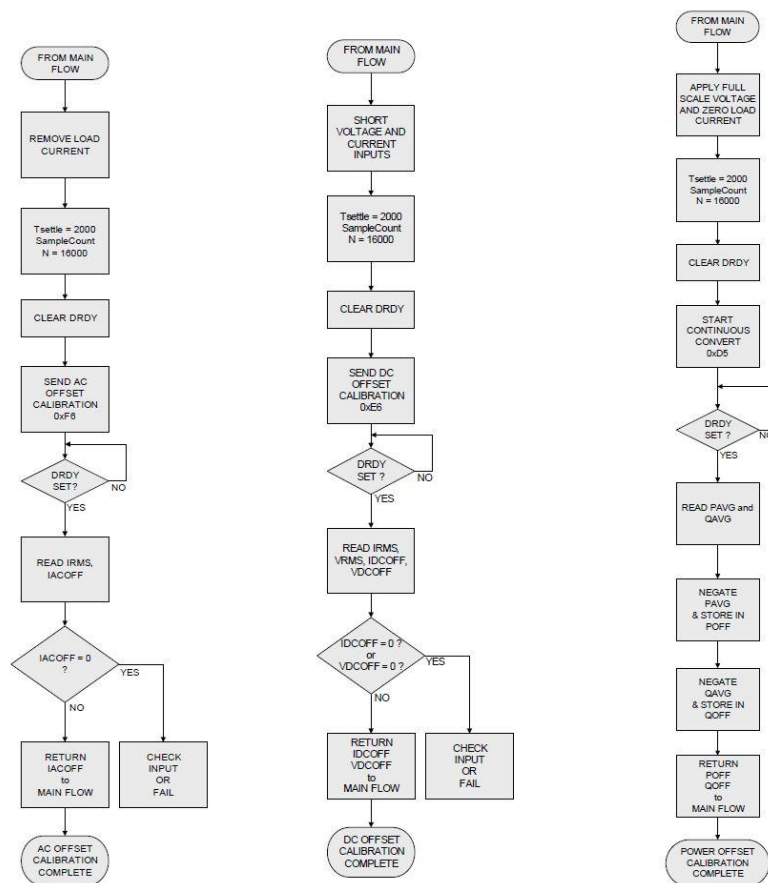 FROM MAIN
FLOW
REMOVE LOAD
CURRENT
Tsettle = 2000
SampleCount
N = 16000
CLEAR DRDY
SEND AC
OFFSET
CALIBRATION
0xF6
DRDY
SET?
NO
YES
READ IRMS,
IACOFF
IACOFF = 0
?
YES
NO
RETURN
IACOFF
to
MAIN FLOW
CHECK
INPUT
OR
FAIL
AC OFFSET
CALIBRATION
COMPLETE
FROM MAIN
FLOW
SHORT
VOLTAGE AND
CURRENT
INPUTS
Tsettle = 2000
SampleCount
N = 16000
CLEAR DRDY
SEND DC
OFFSET
CALIBRATION
0xE6
DRDY
SET ?
NO
YES
READ IRMS,
VRMS, IDCOFF,
VDCOFF
IDCOFF = 0 ?
or
VDCOFF = 0 ?
YES
NO
RETURN
IDCOFF
VDCOFF
to
MAIN FLOW
CHECK
INPUT
OR
FAIL
DC OFFSET
CALIBRATION
COMPLETE
FROM MAIN
FLOW
APPLY FULL
SCALE VOLTAGE
AND ZERO LOAD
CURRENT
Tsettle = 2000
SampleCount
N = 16000
CLEAR DRDY
START
CONTINUOUS
CONVERT
0xD5
DRDY
SET ?
NO
YES
READ PAVG and
QAVG
NEGATE
PAVG
& STORE IN
POFF
NEGATE
QAVG
& STORE IN
QOFF
RETURN
POFF
QOFF
to
MAIN FLOW
POWER OFFSET
CALIBRATION
COMPLETE